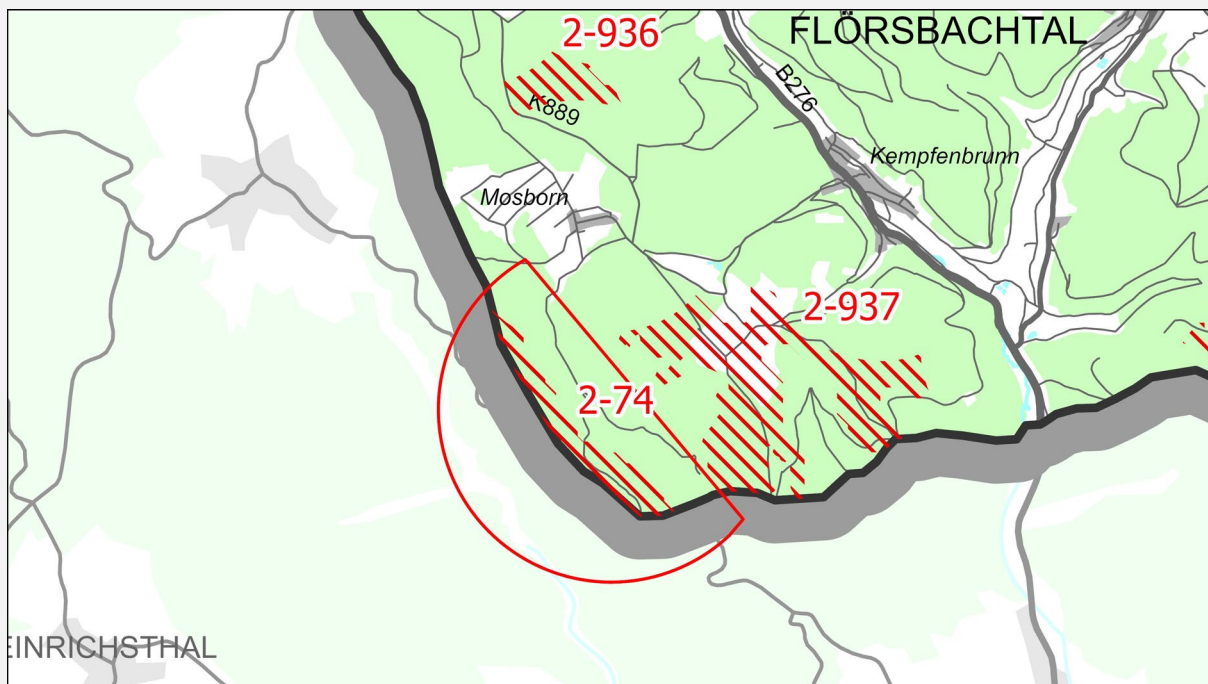 2-936
FLÖRSBACHTAL
K889
B276
Kempfenbrunn
Mosborn
2-937
2-74
EINRICHSTHAL